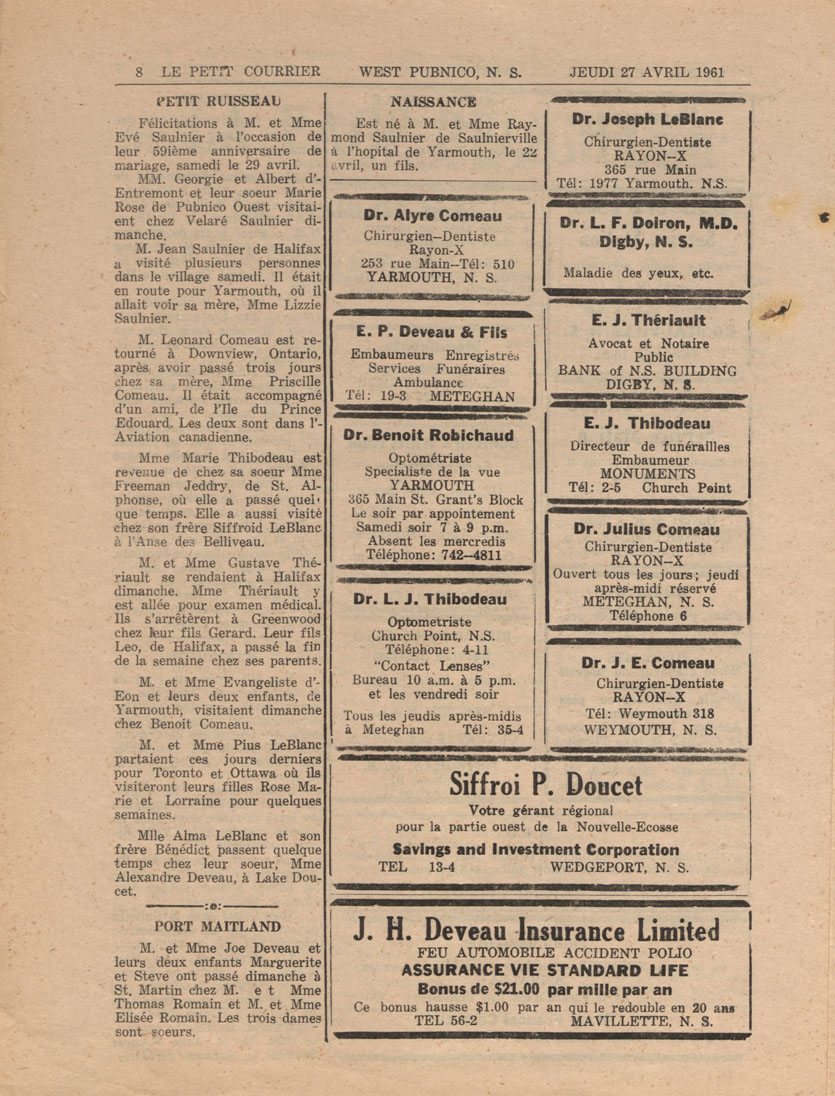 8 LE PETIT COURRIER WEST PUBNICO, N. S. JEUDI 27 AVRIL 1961
PETIT RUISSEAU
Félicitations à M. et Mme
Evé Saulnier à l'occasion de
leur 59ième anniversaire de
mariage, samedi le 29 avril.
MM. Georgie et Albert d'-
Entremont et leur soeur Marie
Rose de Pubnico Ouest visitai-
ent chez Velaré Saulnier di-
manche.
M. Jean Saulnier de Halifax
a visité plusieurs personnes
dans le village samedi. Il était
en route pour Yarmouth, où il
allait voir sa mère, Mme Lizzie
Saulnier.
M. Leonard Comeau est re-
tourné à Downview, Ontario,
après avoir passé trois jours
chez sa mère, Mme Priscille
Comeau. Il était accompagné
d'un ami, de l'Ile du Prince
Edouard. Les deux sont dans l'-
Aviation canadienne.
Mme Marie Thibodeau est
revenue de chez sa soeur Mme
Freeman Jeddry, de St. Al-
phonse, où elle a passé quel-
que temps. Elle a aussi visité
chez son frère Siffroid LeBlanc
à l'Anse des Belliveau.
M. et Mme Gustave Thé-
riault se rendaient à Halifax
dimanche. Mme Thériault y
est allée pour examen médical.
Ils s'arrêtèrent à Greenwood
chez leur fils Gerard. Leur fils
Leo, de Halifax, a passé la fin
de la semaine chez ses parents.
M. et Mme Evangeliste d'-
Eon et leurs deux enfants, de
Yarmouth, visitaient dimanche
chez Benoit Comeau.
M. et Mme Pius LeBlanc
partaient ces jours derniers
pour Toronto et Ottawa où ils
visiteront leurs filles Rose Ma-
rie et Lorraine pour quelques
semaines.
Mlle Alma LeBlanc et son
frère Bénédict passent quelque
temps chez leur soeur, Mme
Alexandre Deveau, à Lake Dou-
cet.
:o:
PORT MAITLAND
M. et Mme Joe Deveau et
leurs deux enfants Marguerite
et Steve ont passé dimanche à
St. Martin chez M. e t Mme
Thomas Romain et M. et Mme
Elisée Romain. Les trois dames
sont soeurs.
NAISSANCE
Est né à M. et Mme Ray-
mond Saulnier de Saulnierville
à l'hopital de Yarmouth, le 22
avril, un fils.
Dr. Alyre Comeau
Chirurgien–Dentiste
Rayon-X
253 rue Main–Tél: 510
YARMOUTH, N. S.
E. P. Deveau & Fils
Embaumeurs Enregistrés
Services Funéraires
Ambulance
Tél: 19-3 METEGHAN
Dr. Benoit Robichaud
Optométriste
Specialiste de la vue
YARMOUTH
365 Main St. Grant's Block
Le soir par appointement
Samedi soir 7 à 9 p.m.
Absent les mercredis
Téléphone: 742–4811
Dr. L. J. Thibodeau
Optometriste
Church Point, N.S.
Téléphone: 4-11
"Contact Lenses"
Bureau 10 a.m. à 5 p.m.
et les vendredi soir
Tous les jeudis après-midis
à Meteghan Tél: 35-4
Dr. Joseph LeBlanc
Chirurgien-Dentiste
RAYON–X
365 rue Main
Tél: 1977 Yarmouth. N.S.
Dr. L. F. Doiron, M.D.
Digby, N. S.
Maladie des yeux, etc.
E. J. Thériault
Avocat et Notaire
Public
BANK of N.S. BUILDING
DIGBY, N. S.
E. J. Thibodeau
Directeur de funérailles
Embaumeur
MONUMENTS
Tél: 2-5 Church Point
Dr. Julius Comeau
Chirurgien-Dentiste
RAYON–X
Ouvert tous les jours; jeudi
après-midi réservé
METEGHAN, N. S.
Téléphone 6
Dr. J. E. Comeau
Chirurgien-Dentiste
RAYON–X
Tél: Weymouth 318
WEYMOUTH, N. S.
Siffroi P. Doucet
Votre gérant régional
pour la partie ouest de la Nouvelle-Ecosse
Savings and Investment Corporation
TEL 13-4 WEDGEPORT, N. S.
J. H. Deveau Insurance Limited
FEU AUTOMOBILE ACCIDENT POLIO
ASSURANCE VIE STANDARD LIFE
Bonus de $21.00 par mille par an
Ce bonus hausse $1.00 par an qui le redouble en 20 ans
TEL 56-2 MAVILLETTE, N. S.